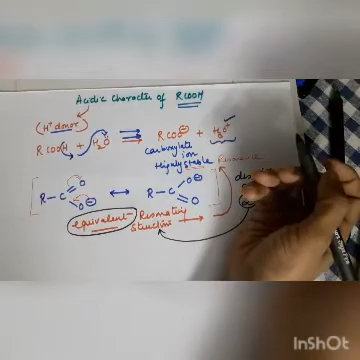 Acidic Character of RCOOH
(H⁺ donor)
RCOOH + H₂O ⇌ RCOO⊖ + H₃O⊕
Carboxylate
ion
Highly stable Resonance
R–C O O⊖ ↔ R–C O⊖ O
equivalent Resonating
Structure
InShOt